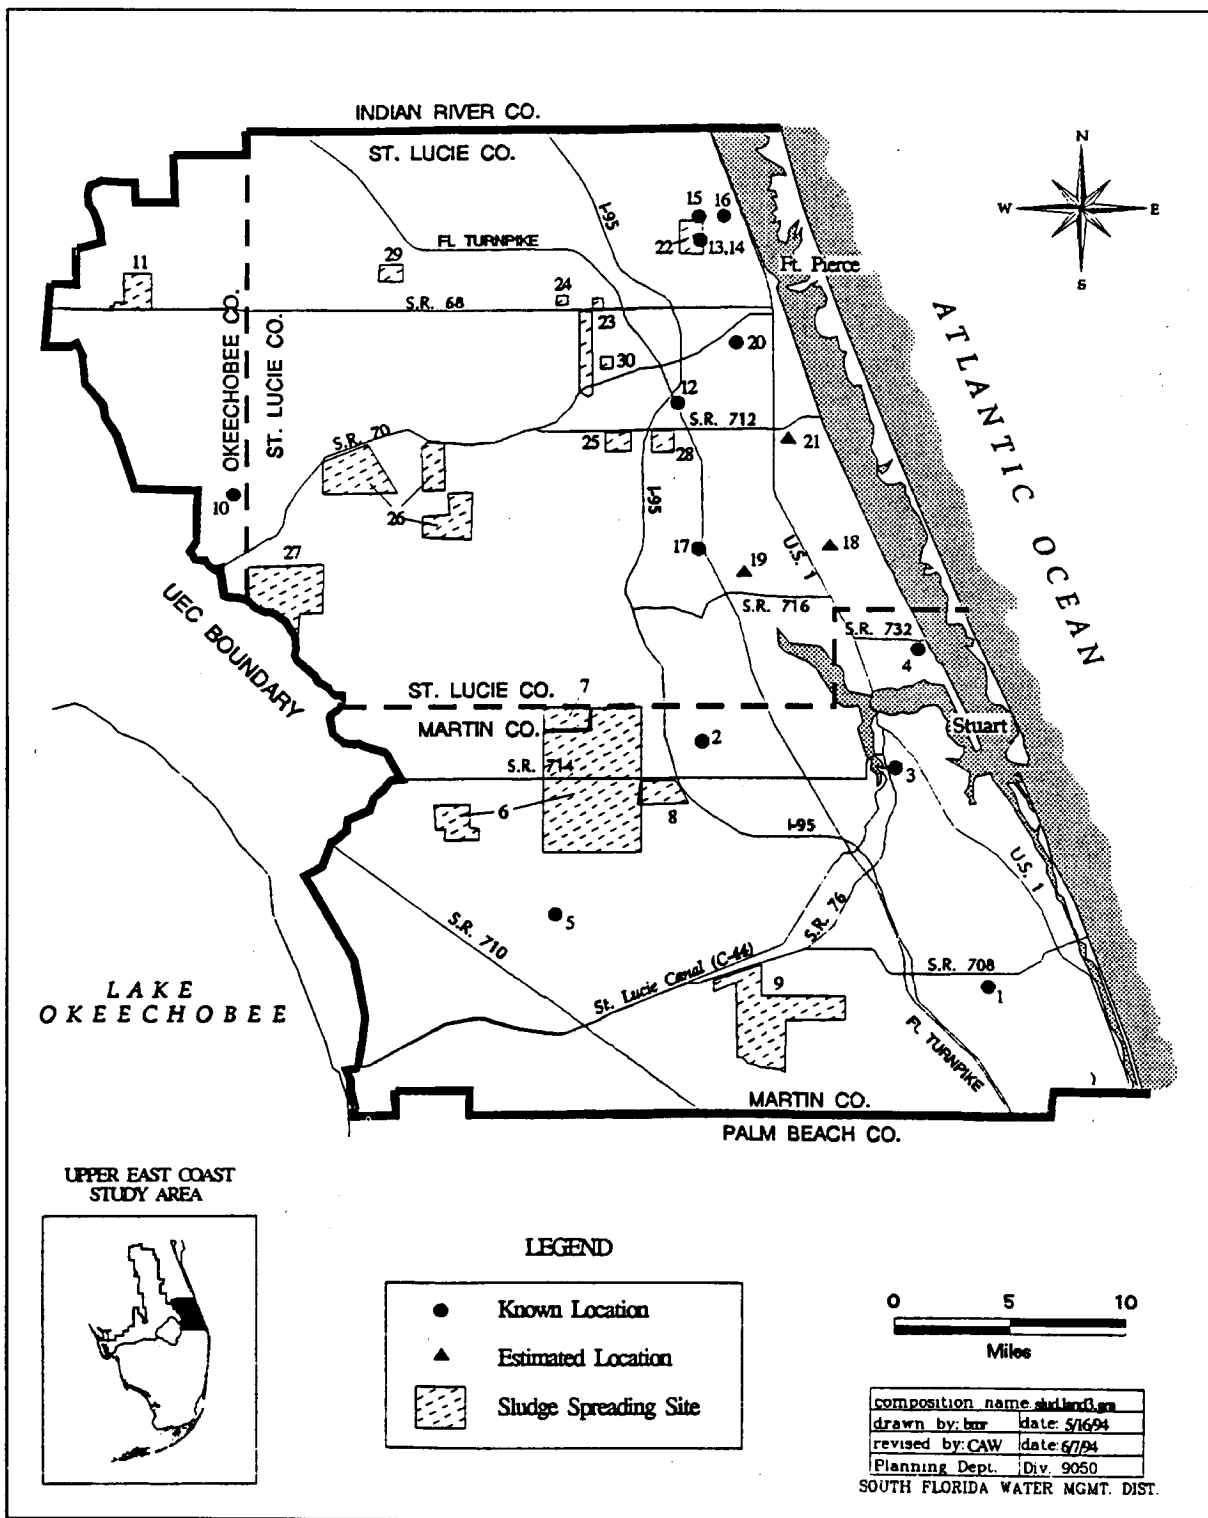 INDIAN RIVER CO.
ST. LUCIE CO.
N
W
E
S
I-95
15
16
FL TURNPIKE
22
13,14
Ft. Pierce
11
29
24
S.R. 68
23
OKEECHOBEE CO.
ST. LUCIE CO.
ATLANTIC OCEAN
20
30
12
S.R. 712
S.R. 70
25
28
21
I-95
10
26
17
18
U.S. 1
27
19
S.R. 716
UEC BOUNDARY
S.R. 732
4
ST. LUCIE CO.
7
MARTIN CO.
2
Stuart
S.R. 714
3
6
8
I-95
U.S. 1
5
S.R. 76
S.R. 710
St. Lucie Canal (C-44)
S.R. 708
9
1
LAKE
OKEECHOBEE
FL TURNPIKE
MARTIN CO.
PALM BEACH CO.
UPPER EAST COAST
STUDY AREA
LEGEND
Known Location
Estimated Location
Sludge Spreading Site
0 5 10
Miles
composition name
drawn by: bmr date: 5/16/94
revised by: CAW date: 6/7/94
Planning Dept. Div. 9050
SOUTH FLORIDA WATER MGMT. DIST.